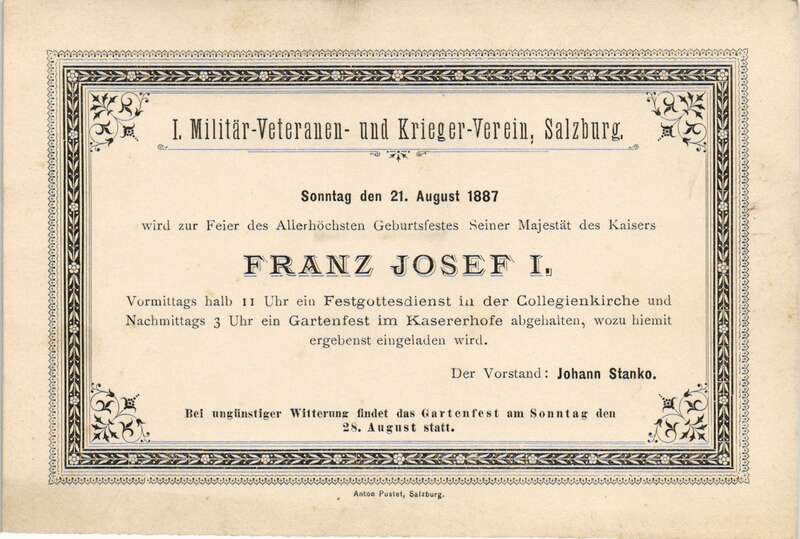 I. Militär-Veteranen- und Krieger-Verein, Salzburg.
Sonntag den 21. August 1887
wird zur Feier des Allerhöchsten Geburtsfestes Seiner Majestät des Kaisers
FRANZ JOSEF I.
Vormittags halb 11 Uhr ein Festgottesdienst in der Collegienkirche und
Nachmittags 3 Uhr ein Gartenfest im Kasererhofe abgehalten, wozu hiemit
ergebenst eingeladen wird.
Der Vorstand: Johann Stanko.
Bei ungünstiger Witterung findet das Gartenfest am Sonntag den
28. August statt.
Anton Pustet, Salzburg.